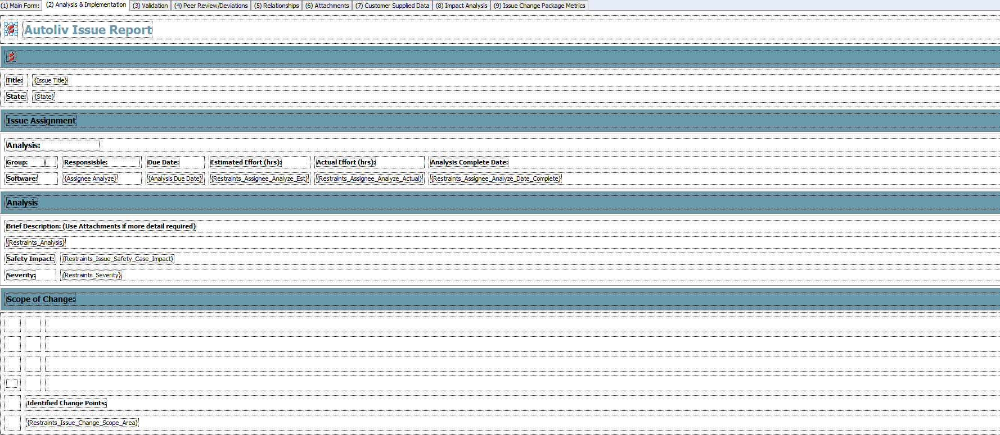 (1) Main Form: (2) Analysis & Implementation (3) Validation (4) Peer Review/Deviations (5) Relationships (6) Attachments (7) Customer Supplied Data (8) Impact Analysis (9) Issue Change Package Metrics
Autoliv Issue Report
Title: {Issue Title}
State: {State}
Issue Assignment
Analysis:
Group: Responsisble: Due Date: Estimated Effort (hrs): Actual Effort (hrs): Analysis Complete Date:
Software: {Assignee Analyze} {Analysis Due Date} {Restraints_Assignee_Analyze_Est} {Restraints_Assignee_Analyze_Actual} {Restraints_Assignee_Analyze_Date_Complete}
Analysis
Brief Description: (Use Attachments if more detail required)
{Restraints_Analysis}
Safety Impact: {Restraints_Issue_Safety_Case_Impact}
Severity: {Restraints_Severity}
Scope of Change:
Identified Change Points:
{Restraints_Issue_Change_Scope_Area}